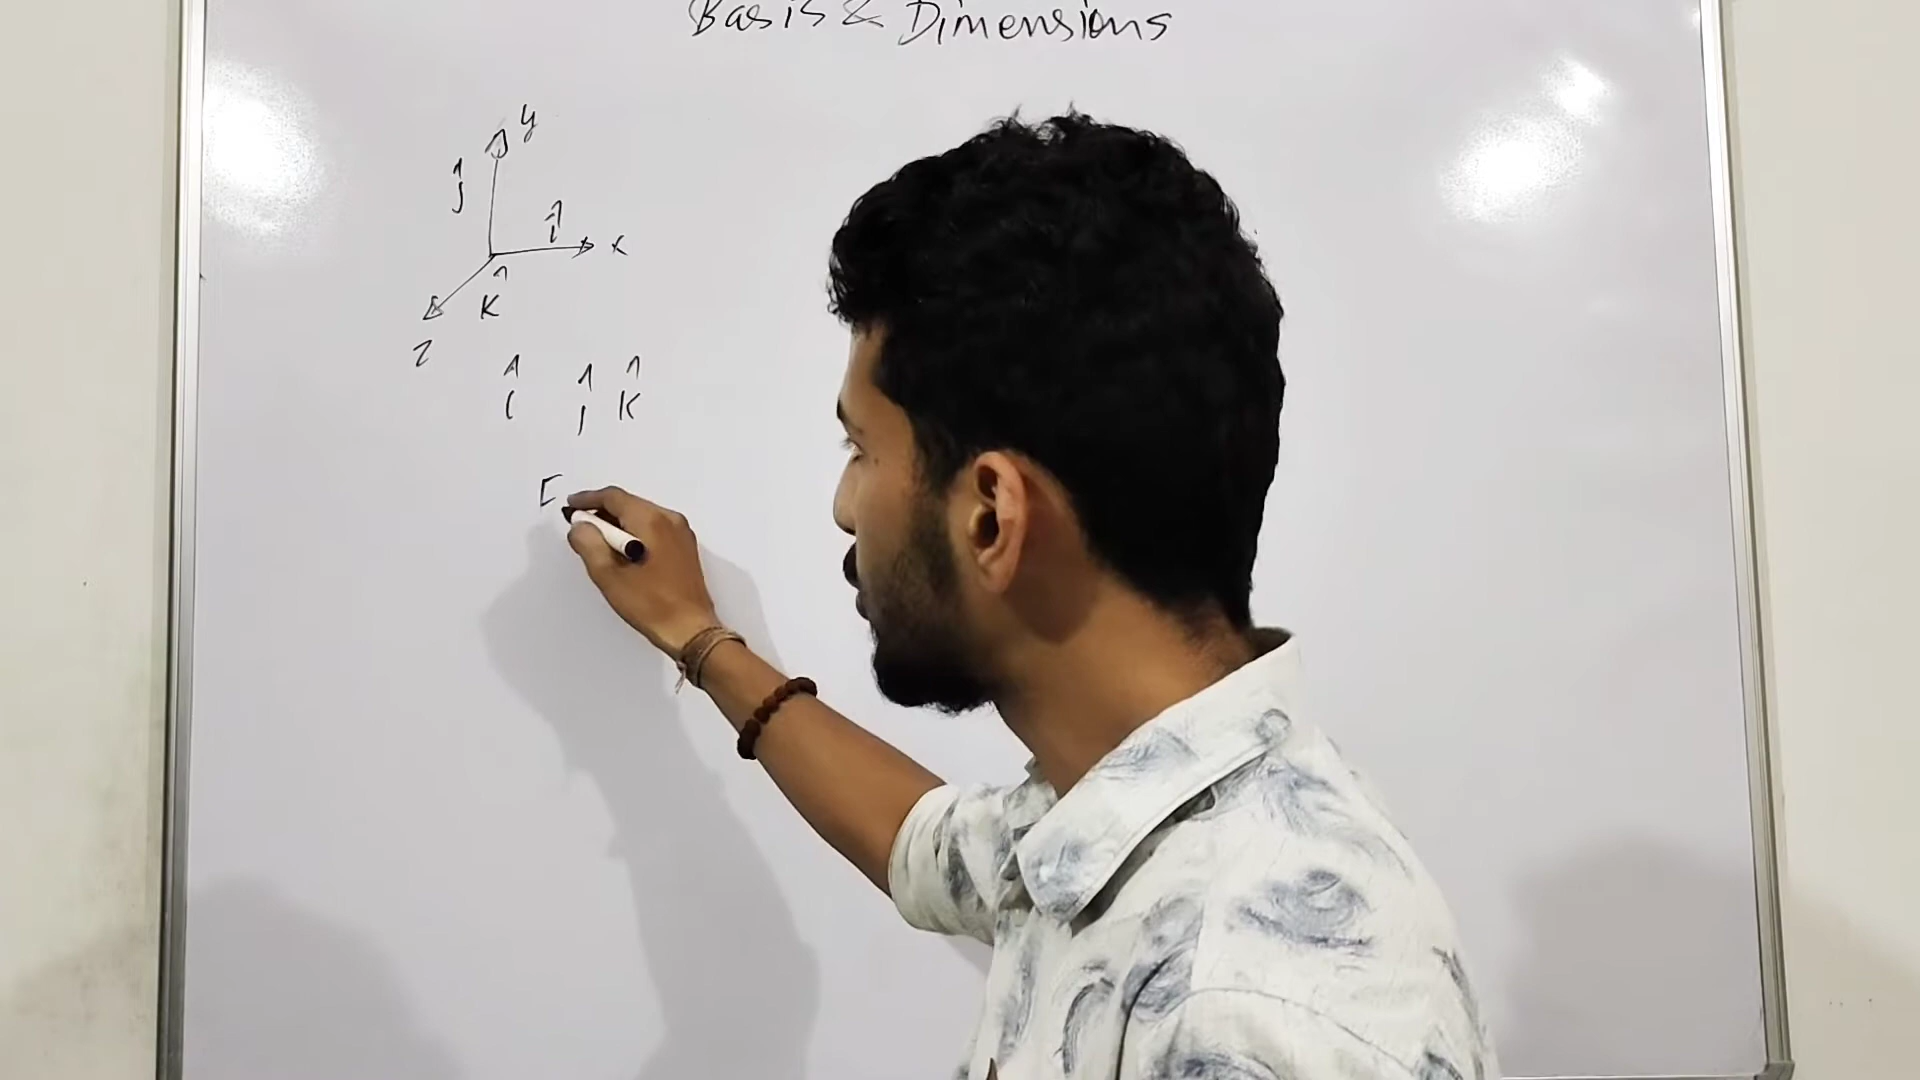 Basis & Dimensions
y
ĵ
î
x
k̂
z
î ĵ k̂
[